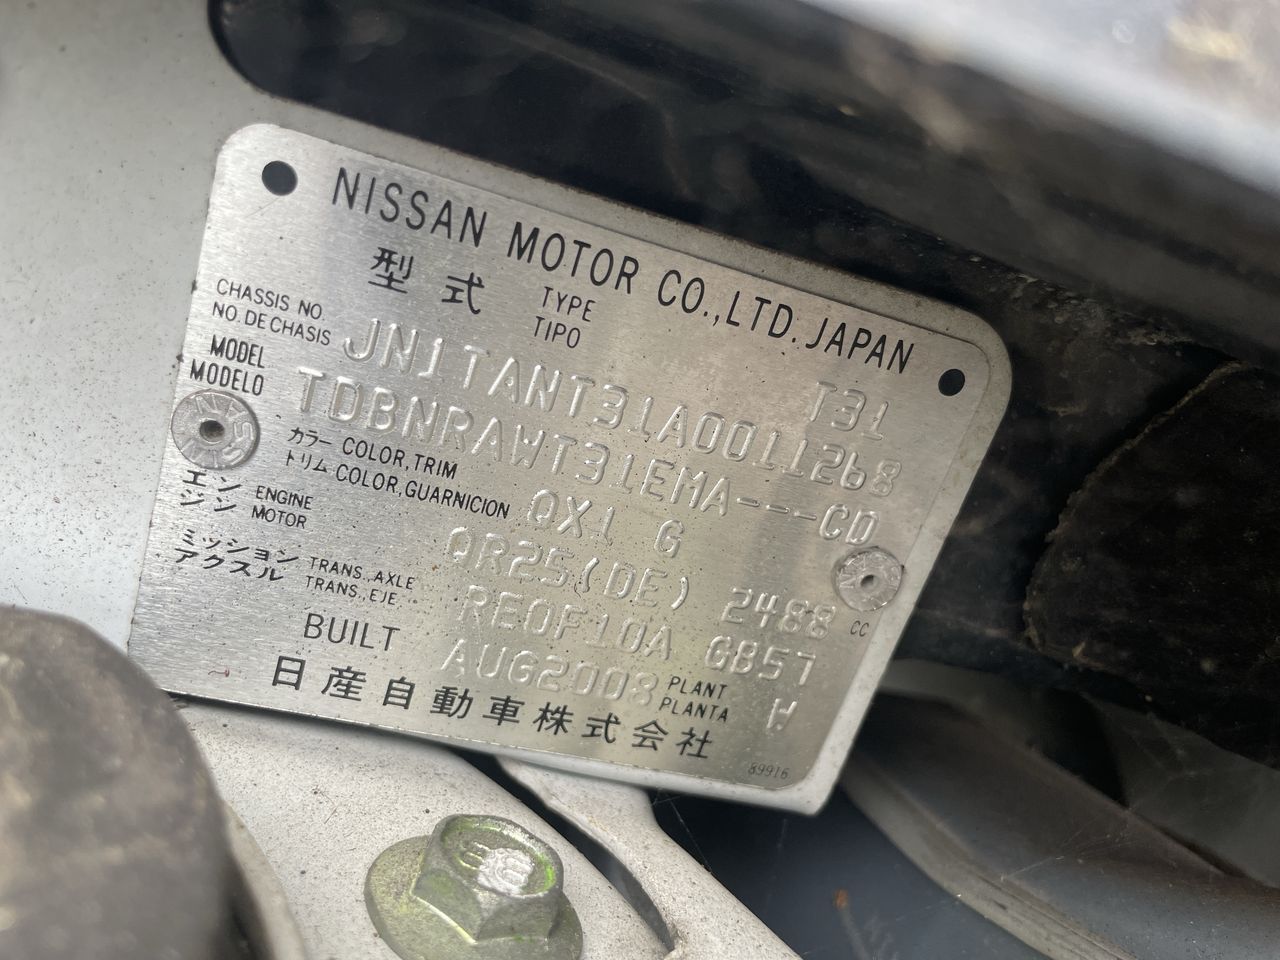 NISSAN MOTOR CO.,LTD. JAPAN
型式 TYPE TIPO T31
CHASSIS NO. NO. DE CHASIS JN1TANT31A0011268
MODEL MODELO TDBNRAWT31EMA---CD
カラー トリム COLOR,TRIM COLOR,GUARNICION QX1 G
エンジン ENGINE MOTOR QR25(DE) 2488 CC
ミッション アクスル TRANS.,AXLE TRANS.,EJE RE0F10A GB57
BUILT AUG2008 PLANT PLANTA W
日産自動車株式会社
89916